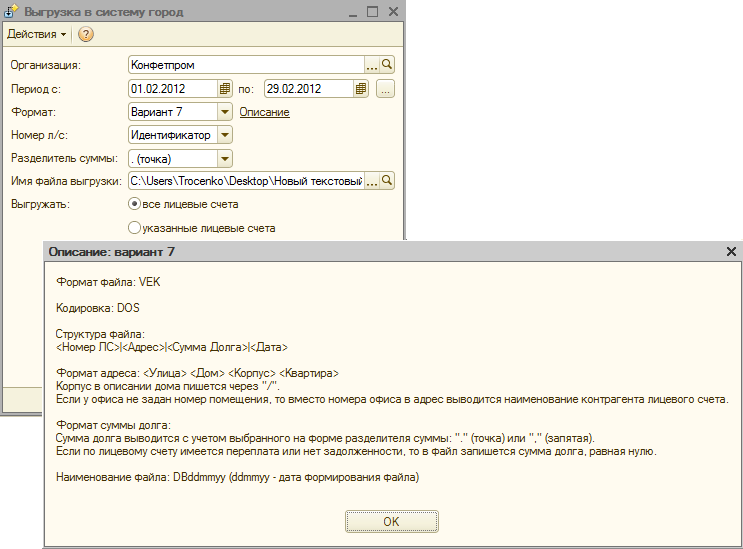 Выгрузка в систему город
Действия
?
Организация: Конфетпром ...
Период с: 01.02.2012 по: 29.02.2012 ...
Формат: Вариант 7 Описание
Номер л/с: Идентификатор
Разделитель суммы: . (точка)
Имя файла выгрузки: C:\Users\Trocenko\Desktop\Новый текстовый ...
Выгружать: все лицевые счета
указанные лицевые счета
Описание: вариант 7
Формат файла: VEK
Кодировка: DOS
Структура файла:
<Номер ЛС>|<Адрес>|<Сумма Долга>|<Дата>
Формат адреса: <Улица> <Дом> <Корпус> <Квартира>
Корпус в описании дома пишется через "/".
Если у офиса не задан номер помещения, то вместо номера офиса в адрес выводится наименование контрагента лицевого счета.
Формат суммы долга:
Сумма долга выводится с учетом выбранного на форме разделителя суммы: "." (точка) или "," (запятая).
Если по лицевому счету имеется переплата или нет задолженности, то в файл запишется сумма долга, равная нулю.
Наименование файла: DBddmmyy (ddmmyy - дата формирования файла)
OK